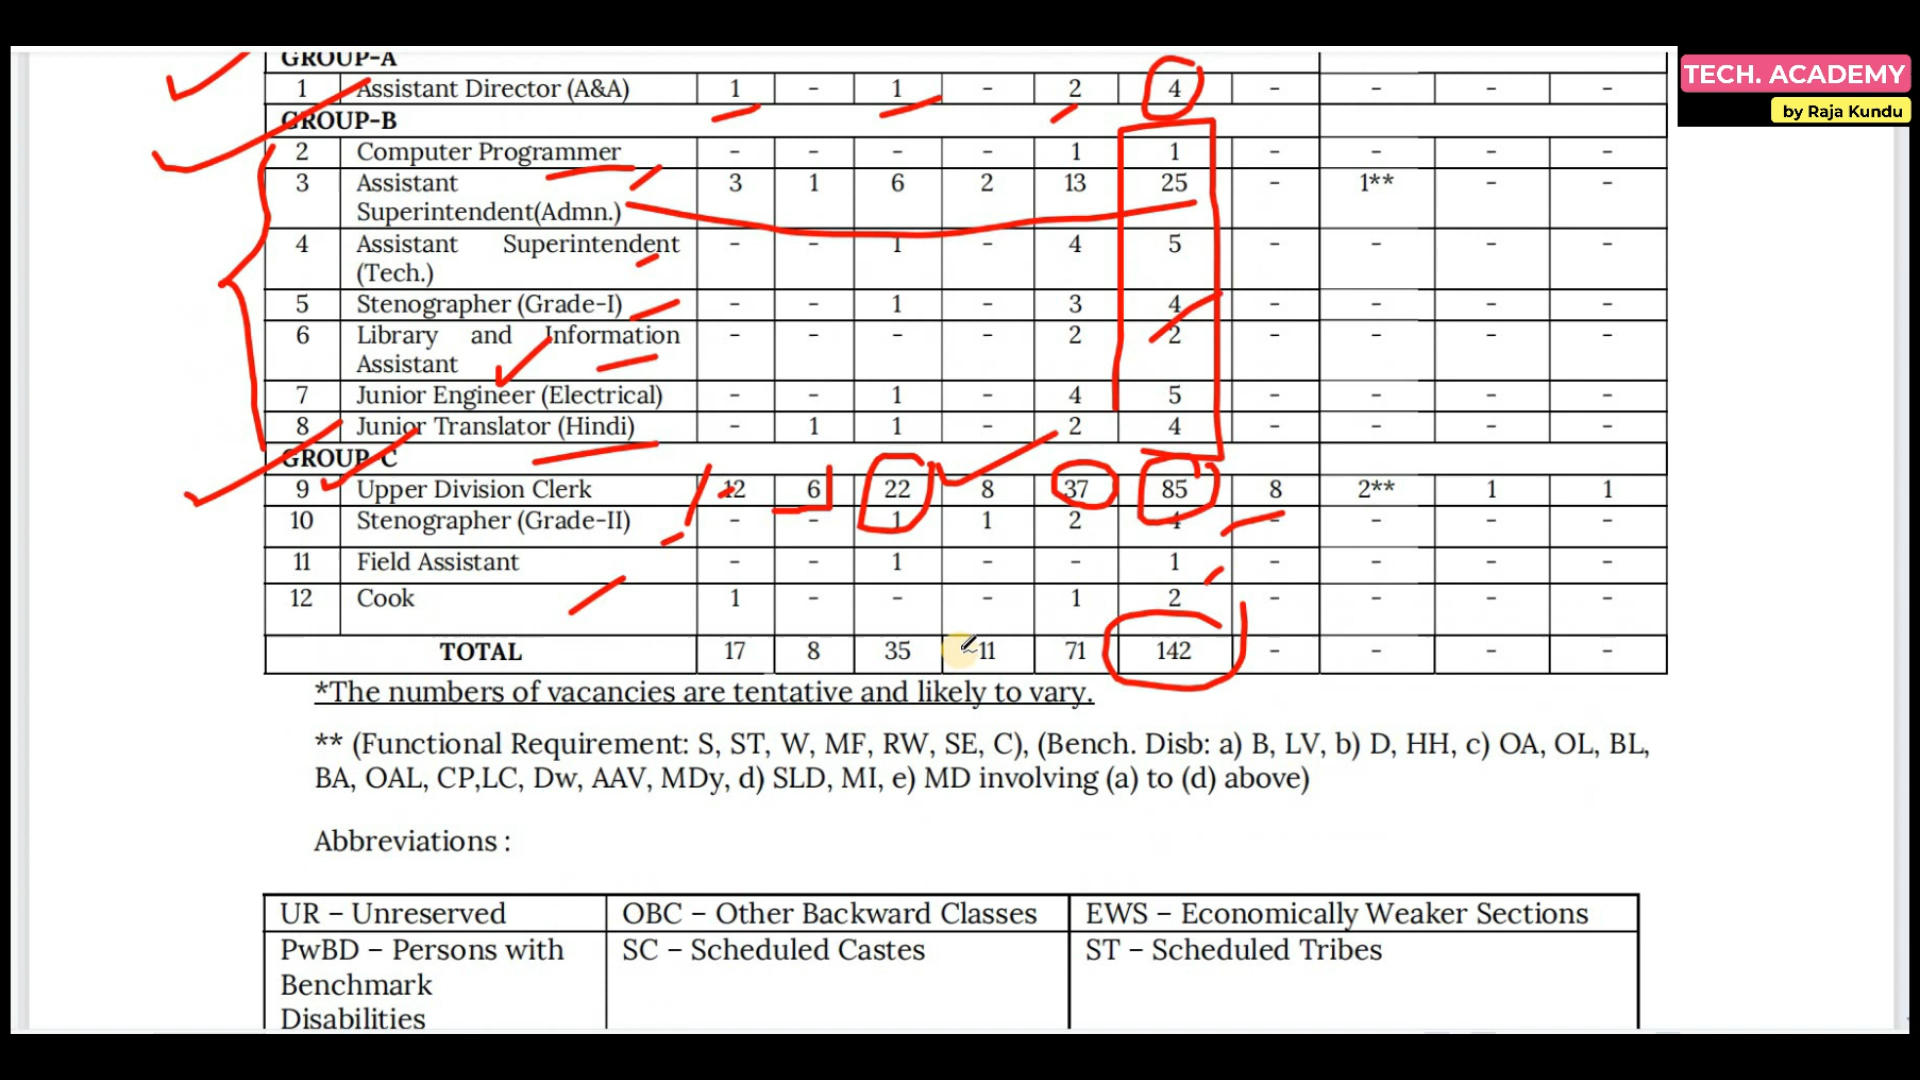 TECH. ACADEMY
by Raja Kundu
GROUP-A
1 Assistant Director (A&A) 1 - 1 - 2 4 - - - -
GROUP-B
2 Computer Programmer - - - - 1 1 - - - -
3 Assistant 3 1 6 2 13 25 - 1** - -
Superintendent(Admn.)
4 Assistant Superintendent - - 1 - 4 5 - - - -
(Tech.)
5 Stenographer (Grade-I) - - 1 - 3 4 - - - -
6 Library and Information - - - - 2 2 - - - -
Assistant
7 Junior Engineer (Electrical) - - 1 - 4 5 - - - -
8 Junior Translator (Hindi) - 1 1 - 2 4 - - - -
GROUP-C
9 Upper Division Clerk 12 6 22 8 37 85 8 2** 1 1
10 Stenographer (Grade-II) - - 1 1 2 4 - - - -
11 Field Assistant - - 1 - - 1 - - - -
12 Cook 1 - - - 1 2 - - - -
TOTAL 17 8 35 11 71 142 - - - -
*The numbers of vacancies are tentative and likely to vary.
** (Functional Requirement: S, ST, W, MF, RW, SE, C), (Bench. Disb: a) B, LV, b) D, HH, c) OA, OL, BL,
BA, OAL, CP,LC, Dw, AAV, MDy, d) SLD, MI, e) MD involving (a) to (d) above)
Abbreviations :
UR – Unreserved OBC – Other Backward Classes EWS – Economically Weaker Sections
PwBD – Persons with SC – Scheduled Castes ST – Scheduled Tribes
Benchmark
Disabilities